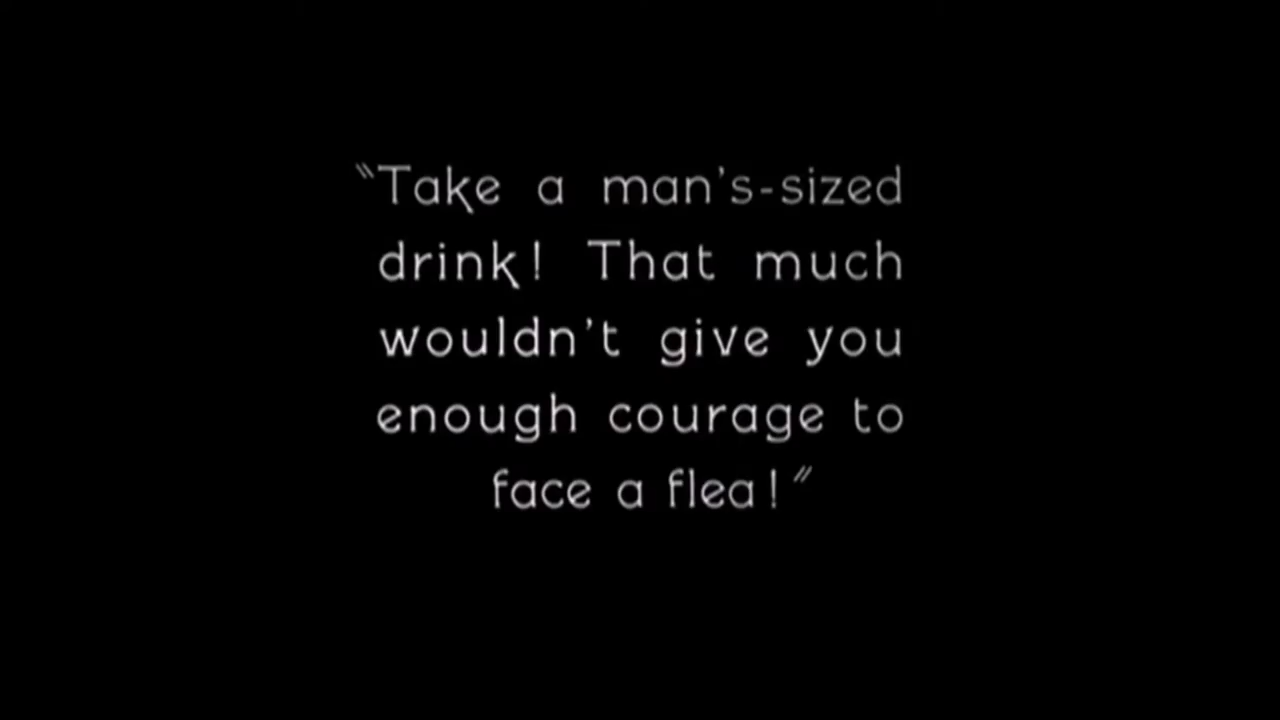 "Take a man's-sized
drink! That much
wouldn't give you
enough courage to
face a flea!"